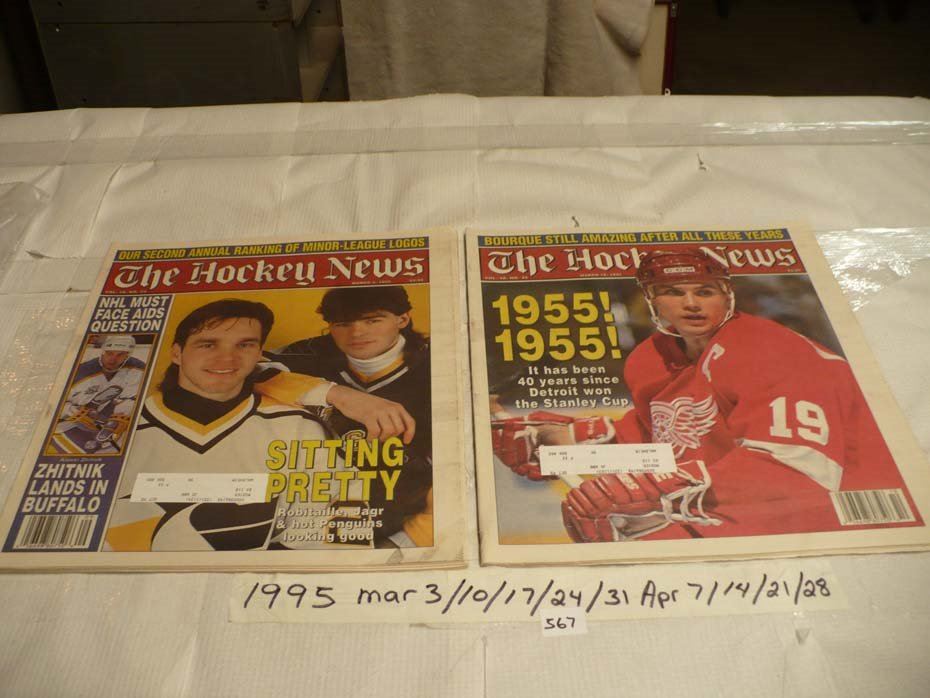 OUR SECOND ANNUAL RANKING OF MINOR-LEAGUE LOGOS
The Hockey News
NHL MUST
FACE AIDS
QUESTION
Alexei Zhitnik
ZHITNIK
LANDS IN
BUFFALO
SITTING
PRETTY
Robitaille, Jagr
& hot Penguins
looking good
BOURQUE STILL AMAZING AFTER ALL THESE YEARS
The Hockey News
1955!
1955!
It has been
40 years since
Detroit won
the Stanley Cup
CCM
C
19
1995 mar 3/10/17/24/31 Apr 7/14/21/28
567